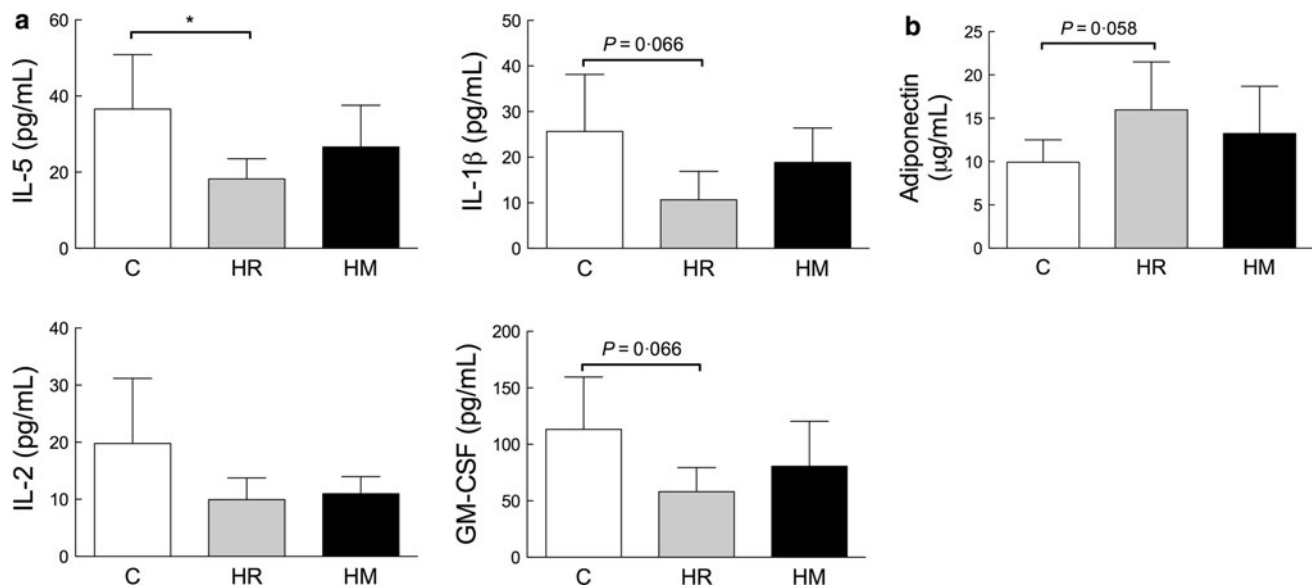 a
IL-5 (pg/mL)
60
40
20
0
*
C HR HM
IL-1β (pg/mL)
50
40
30
20
10
0
P = 0·066
C HR HM
b
Adiponectin
(μg/mL)
25
20
15
10
5
0
P = 0·058
C HR HM
IL-2 (pg/mL)
40
30
20
10
0
C HR HM
GM-CSF (pg/mL)
200
150
100
50
0
P = 0·066
C HR HM